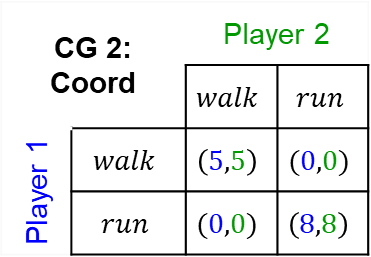 CG 2:
Coord
Player 2
walk run
Player 1
walk (5,5) (0,0)
run (0,0) (8,8)